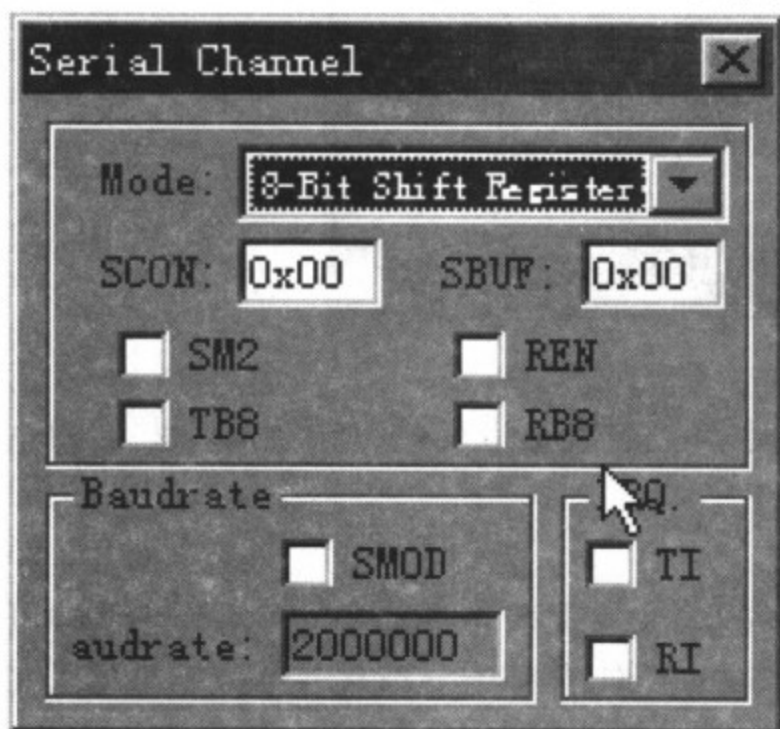 Serial Channel
Mode: 8-Bit Shift Register
SCON: 0x00 SBUF: 0x00
SM2 REN
TB8 RB8
Baudrate
SMOD TI
audrate: 2000000 RI